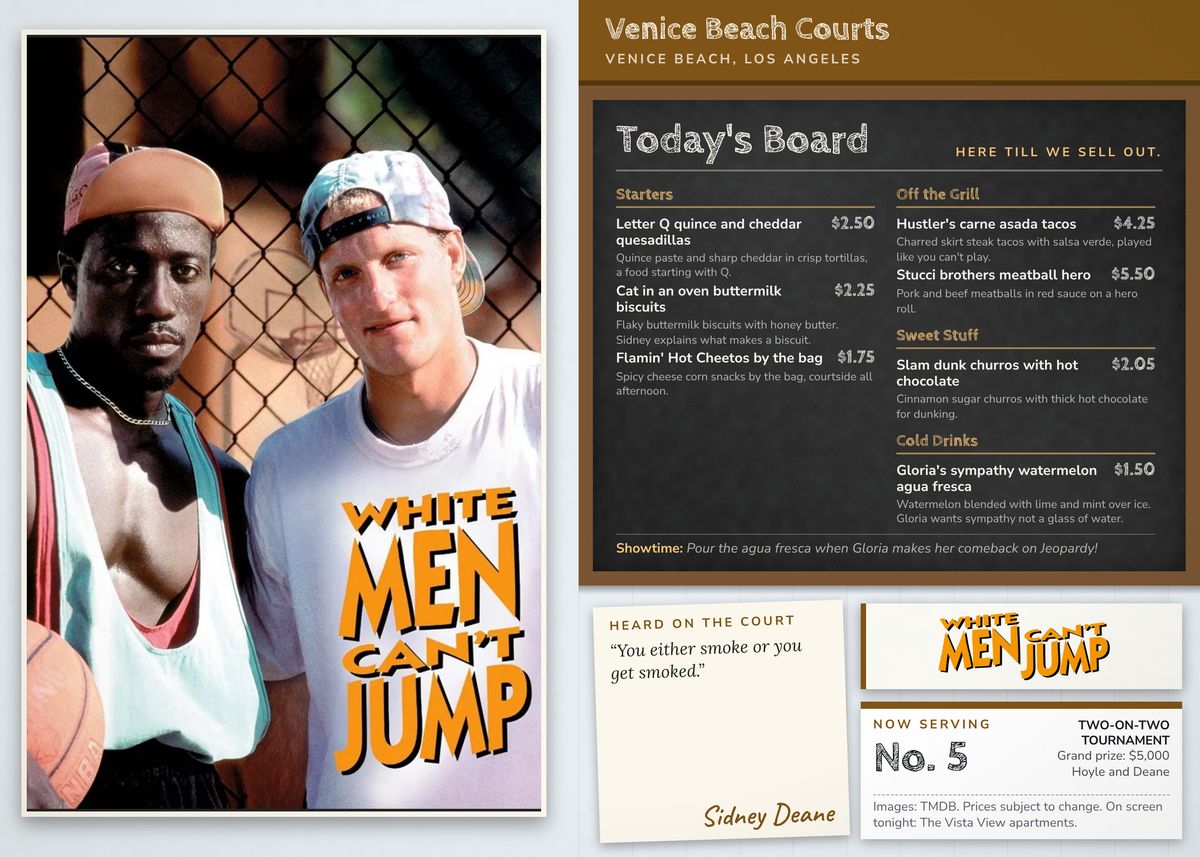 WHITE
MEN
CAN'T
JUMP
NBA
Venice Beach Courts
VENICE BEACH, LOS ANGELES
Today's Board
HERE TILL WE SELL OUT.
Starters
Letter Q quince and cheddar $2.50
quesadillas
Quince paste and sharp cheddar in crisp tortillas,
a food starting with Q.
Cat in an oven buttermilk $2.25
biscuits
Flaky buttermilk biscuits with honey butter.
Sidney explains what makes a biscuit.
Flamin' Hot Cheetos by the bag $1.75
Spicy cheese corn snacks by the bag, courtside all
afternoon.
Off the Grill
Hustler's carne asada tacos $4.25
Charred skirt steak tacos with salsa verde, played
like you can't play.
Stucci brothers meatball hero $5.50
Pork and beef meatballs in red sauce on a hero
roll.
Sweet Stuff
Slam dunk churros with hot $2.05
chocolate
Cinnamon sugar churros with thick hot chocolate
for dunking.
Cold Drinks
Gloria's sympathy watermelon $1.50
agua fresca
Watermelon blended with lime and mint over ice.
Gloria wants sympathy not a glass of water.
Showtime: Pour the agua fresca when Gloria makes her comeback on Jeopardy!
HEARD ON THE COURT
“You either smoke or you
get smoked.”
Sidney Deane
WHITE
MEN CAN'T
JUMP
NOW SERVING
No. 5
TWO-ON-TWO
TOURNAMENT
Grand prize: $5,000
Hoyle and Deane
Images: TMDB. Prices subject to change. On screen
tonight: The Vista View apartments.